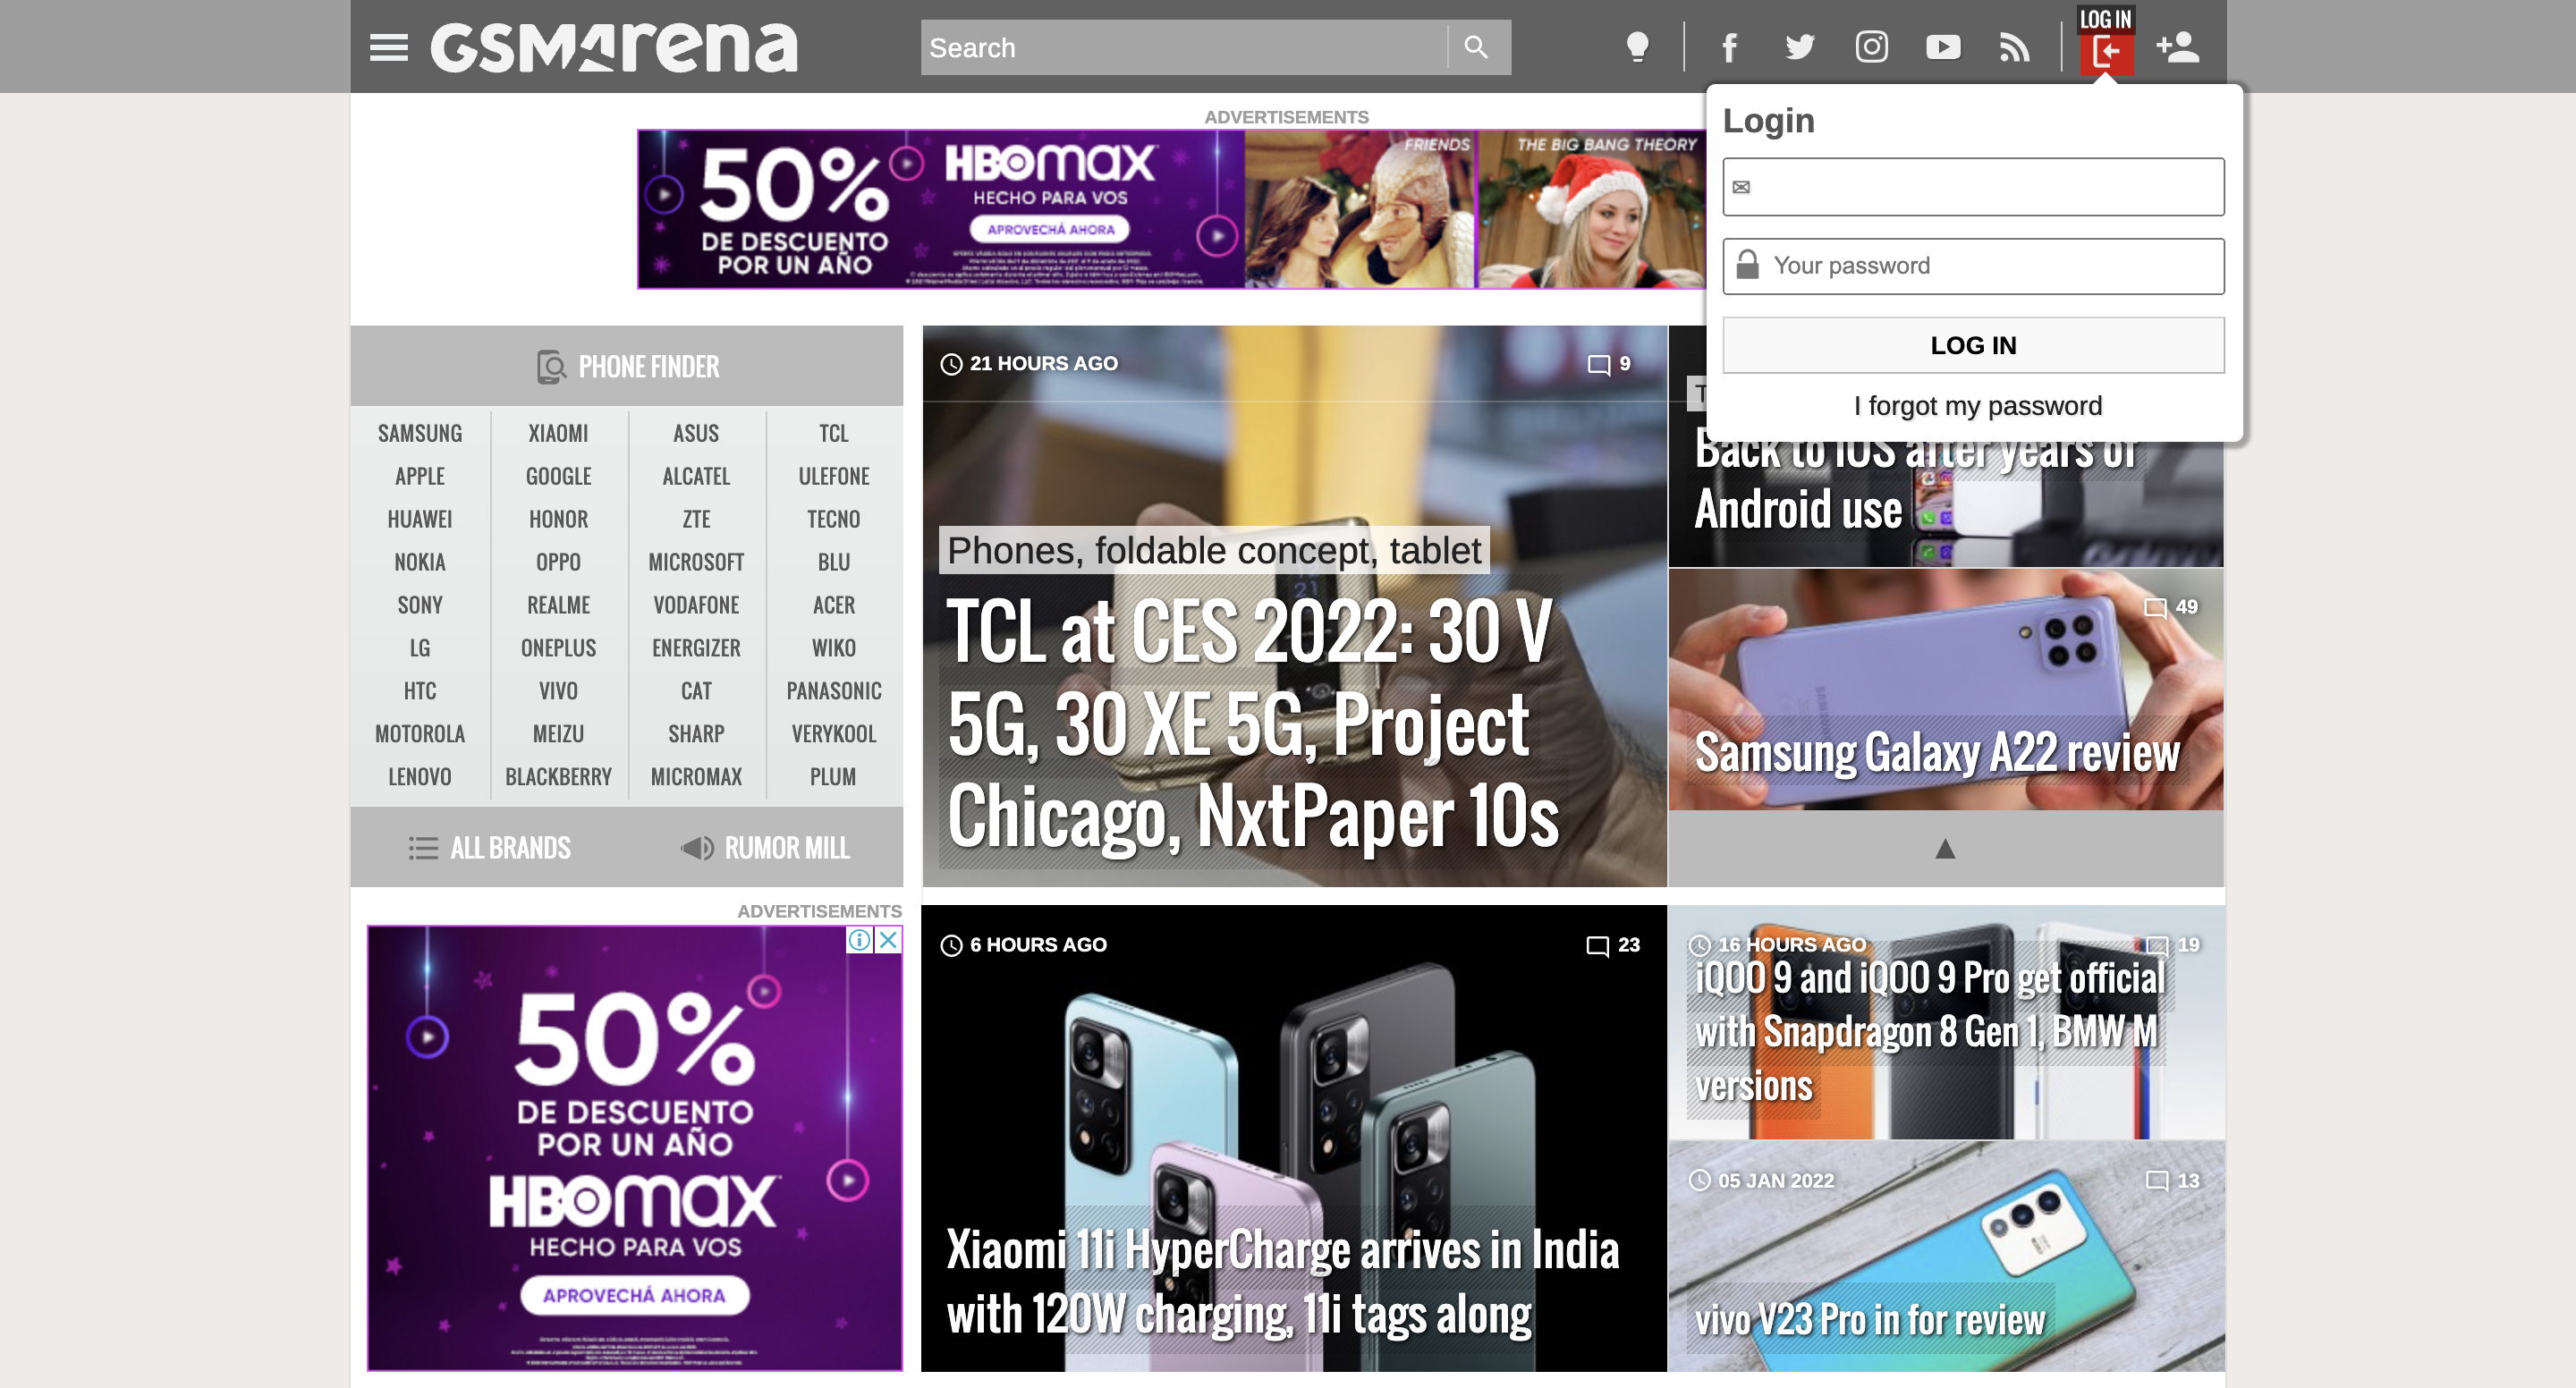 GSMArena
Search
LOG IN
Login
Your password
LOG IN
I forgot my password
ADVERTISEMENTS
50%
DE DESCUENTO
POR UN AÑO
HBOmax
HECHO PARA VOS
APROVECHÁ AHORA
FRIENDS
THE BIG BANG THEORY
PHONE FINDER
SAMSUNG XIAOMI ASUS TCL
APPLE GOOGLE ALCATEL ULEFONE
HUAWEI HONOR ZTE TECNO
NOKIA OPPO MICROSOFT BLU
SONY REALME VODAFONE ACER
LG ONEPLUS ENERGIZER WIKO
HTC VIVO CAT PANASONIC
MOTOROLA MEIZU SHARP VERYKOOL
LENOVO BLACKBERRY MICROMAX PLUM
ALL BRANDS RUMOR MILL
21 HOURS AGO 9
Phones, foldable concept, tablet
TCL at CES 2022: 30 V
5G, 30 XE 5G, Project
Chicago, NxtPaper 10s
Back to iOS after years of
Android use
49
SAMSUNG
Samsung Galaxy A22 review
ADVERTISEMENTS
50%
DE DESCUENTO
POR UN AÑO
HBOmax
HECHO PARA VOS
APROVECHÁ AHORA
6 HOURS AGO 23
Xiaomi 11i HyperCharge arrives in India
with 120W charging, 11i tags along
16 HOURS AGO 19
iQOO 9 and iQOO 9 Pro get official
with Snapdragon 8 Gen 1, BMW M
versions
05 JAN 2022 13
vivo V23 Pro in for review